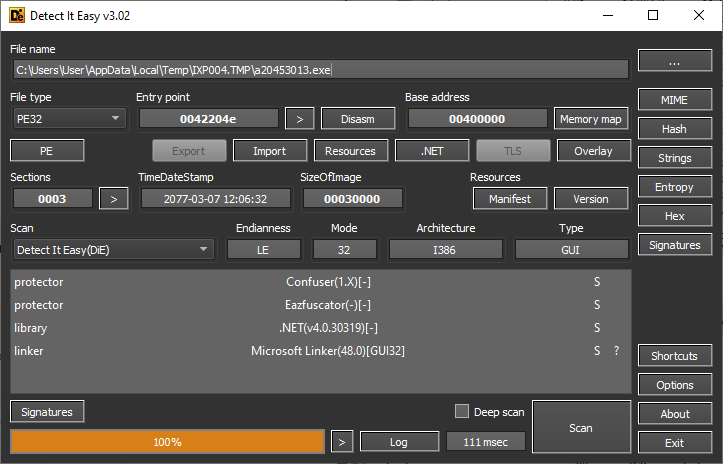 Detect It Easy v3.02
File name
C:\Users\User\AppData\Local\Temp\IXP004.TMP\a20453013.exe
...
File type Entry point Base address
PE32 0042204e > Disasm 00400000 Memory map
MIME
PE Export Import Resources .NET TLS Overlay
Hash
Strings
Sections TimeDateStamp SizeOfImage Resources
0003 > 2077-03-07 12:06:32 00030000 Manifest Version
Entropy
Hex
Scan Endianness Mode Architecture Type
Detect It Easy(DiE) LE 32 I386 GUI
Signatures
protector Confuser(1.X)[-] S
protector Eazfuscator(-)[-] S
library .NET(v4.0.30319)[-] S
linker Microsoft Linker(48.0)[GUI32] S ?
Shortcuts
Options
Signatures Deep scan Scan
About
100% > Log 111 msec
Exit